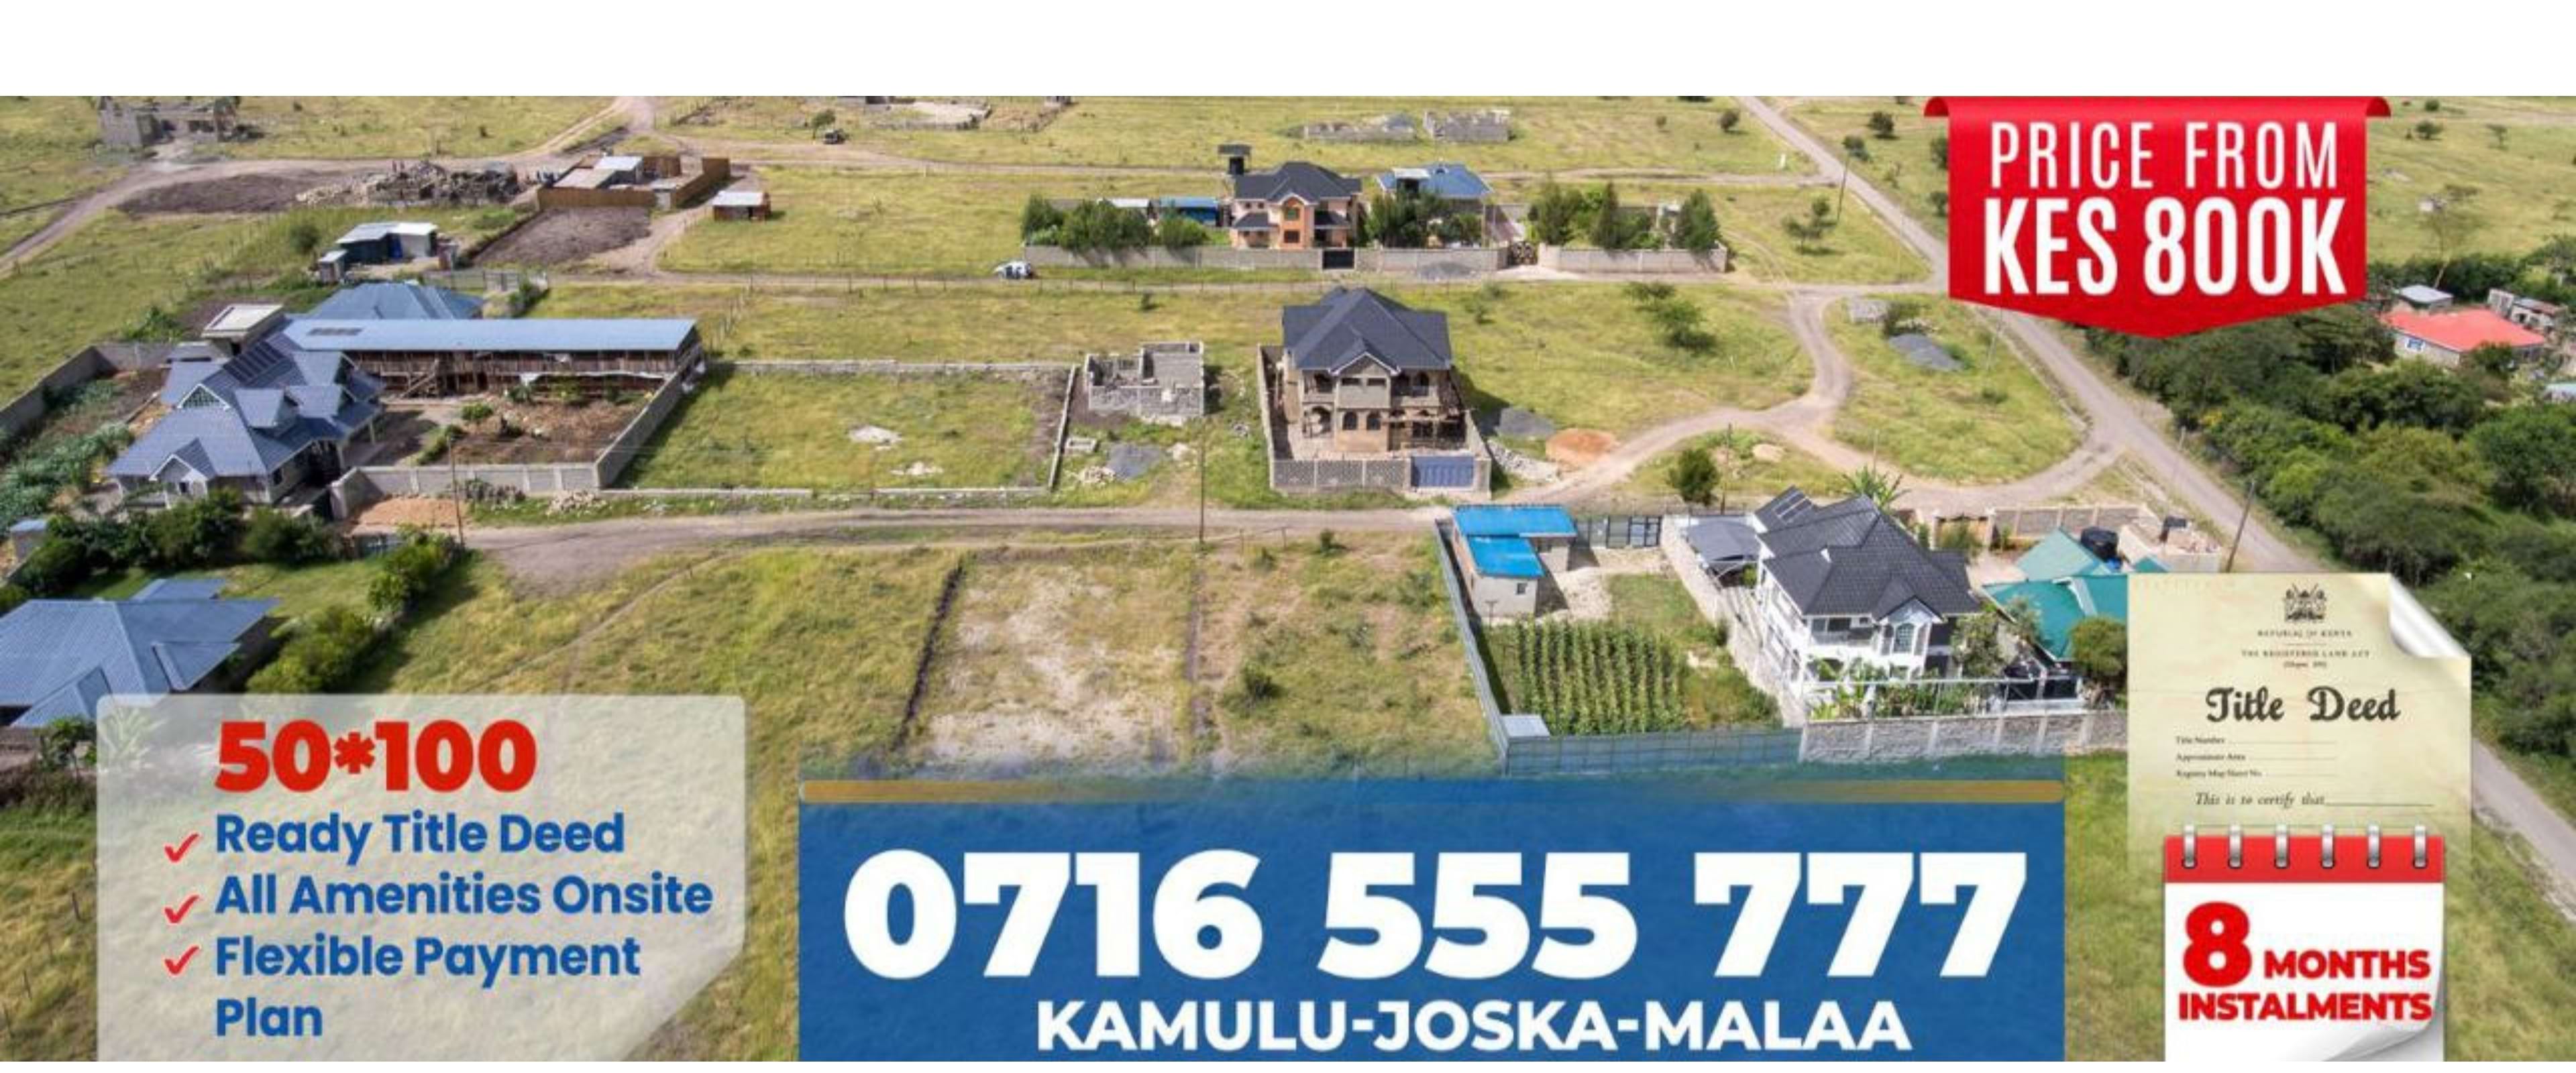 PRICE FROM
KES 800K
50*100
Ready Title Deed
All Amenities Onsite
Flexible Payment
Plan
0716 555 777
KAMULU-JOSKA-MALAA
REPUBLIC OF KENYA
THE REGISTERED LAND ACT
Title Deed
Title Number
Approximate Area
Registry Map Sheet No.
This is to certify that
8 MONTHS
INSTALMENTS